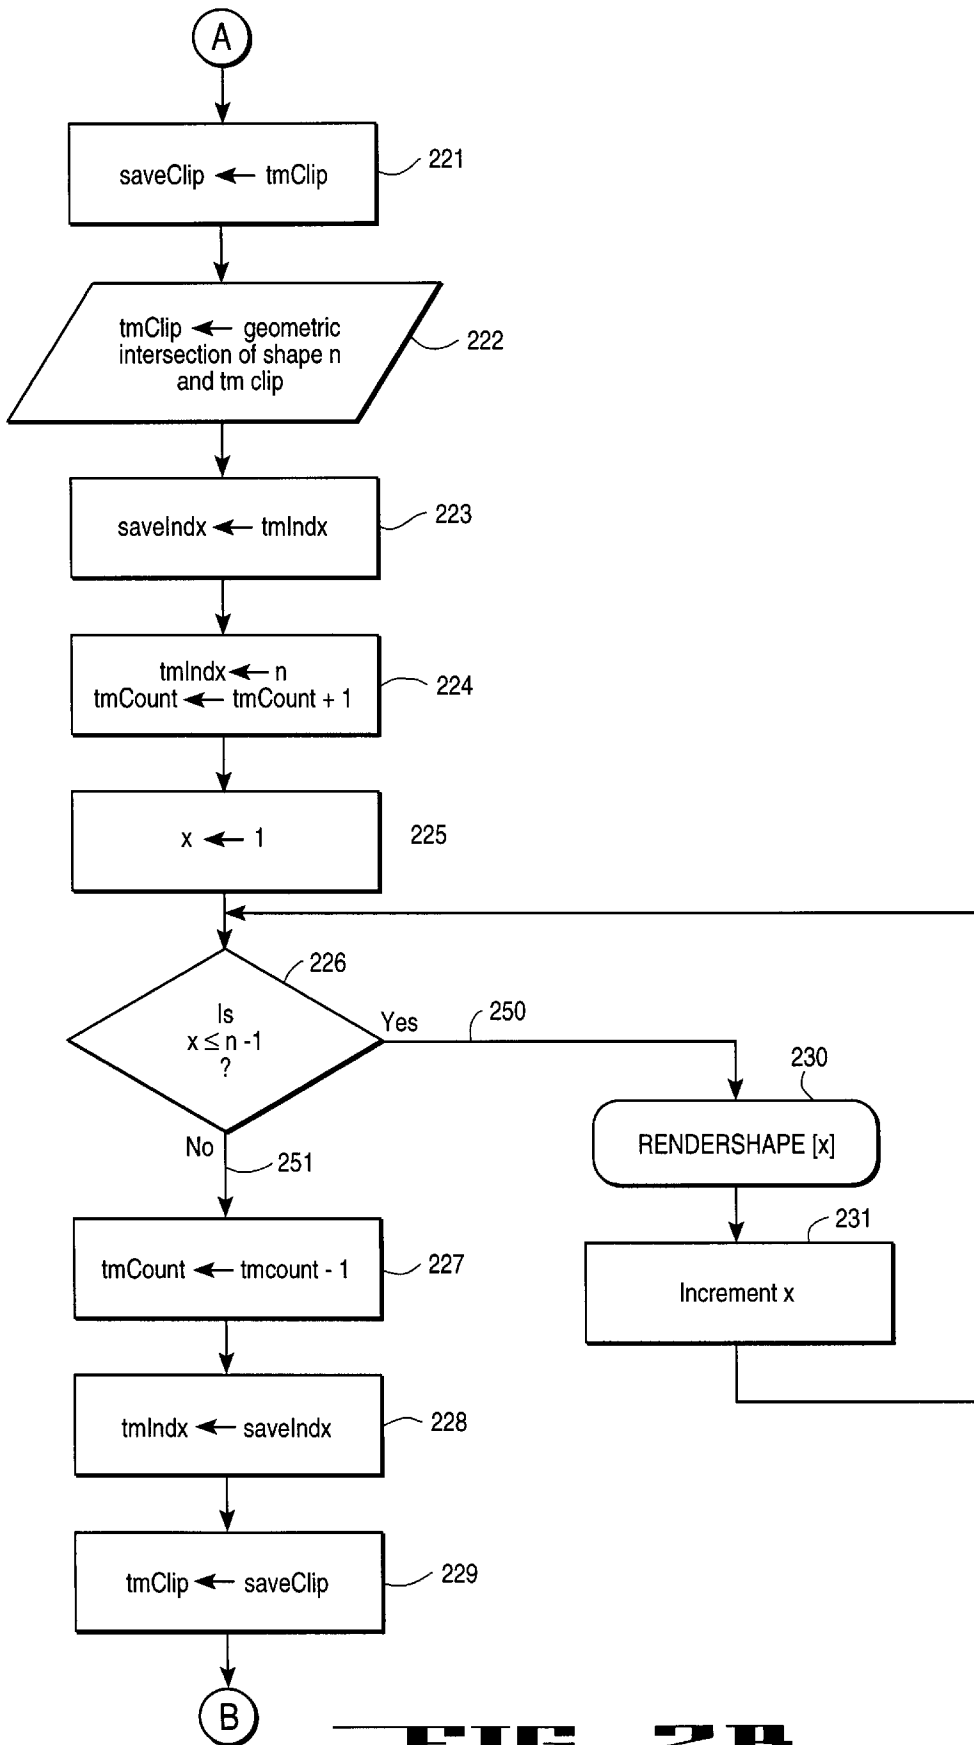 A
saveClip ← tmClip
221
tmClip ← geometric
intersection of shape n
and tm clip
222
saveIndx ← tmIndx
223
tmIndx ← n
tmCount ← tmCount + 1
224
x ← 1
225
226
Is
x ≤ n -1
?
Yes
250
230
RENDERSHAPE [x]
No
251
231
Increment x
tmCount ← tmcount - 1
227
tmIndx ← saveIndx
228
tmClip ← saveClip
229
B